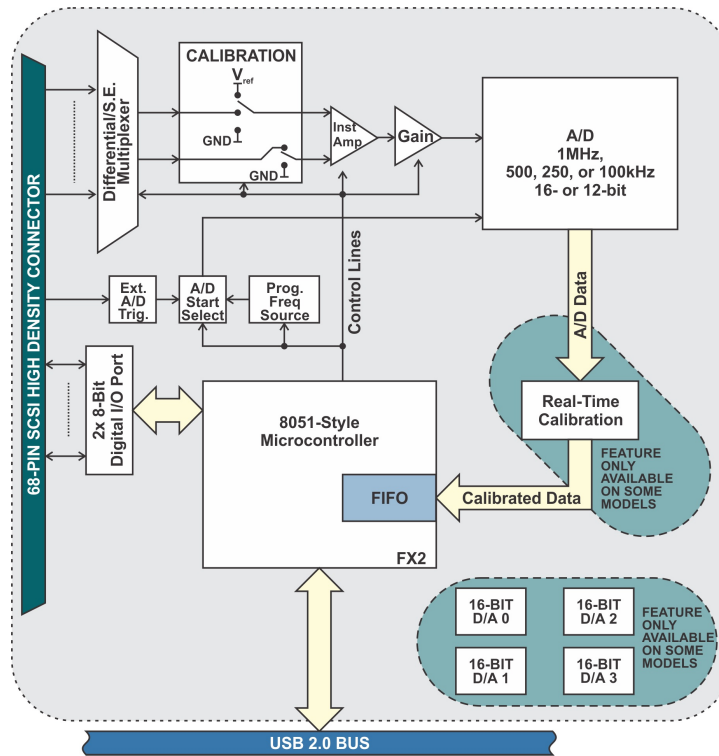 68-PIN SCSI HIGH DENSITY CONNECTOR
Differential/S.E.
Multiplexer
CALIBRATION
Vref
GND
GND
Inst
Amp
Gain
A/D
1MHz,
500, 250, or 100kHz
16- or 12-bit
Control Lines
Ext.
A/D
Trig.
A/D
Start
Select
Prog.
Freq
Source
A/D Data
2x 8-Bit
Digital I/O Port
8051-Style
Microcontroller
FIFO
FX2
Real-Time
Calibration
Calibrated Data
FEATURE
ONLY
AVAILABLE
ON SOME
MODELS
16-BIT
D/A 0
16-BIT
D/A 2
16-BIT
D/A 1
16-BIT
D/A 3
FEATURE
ONLY
AVAILABLE
ON SOME
MODELS
USB 2.0 BUS